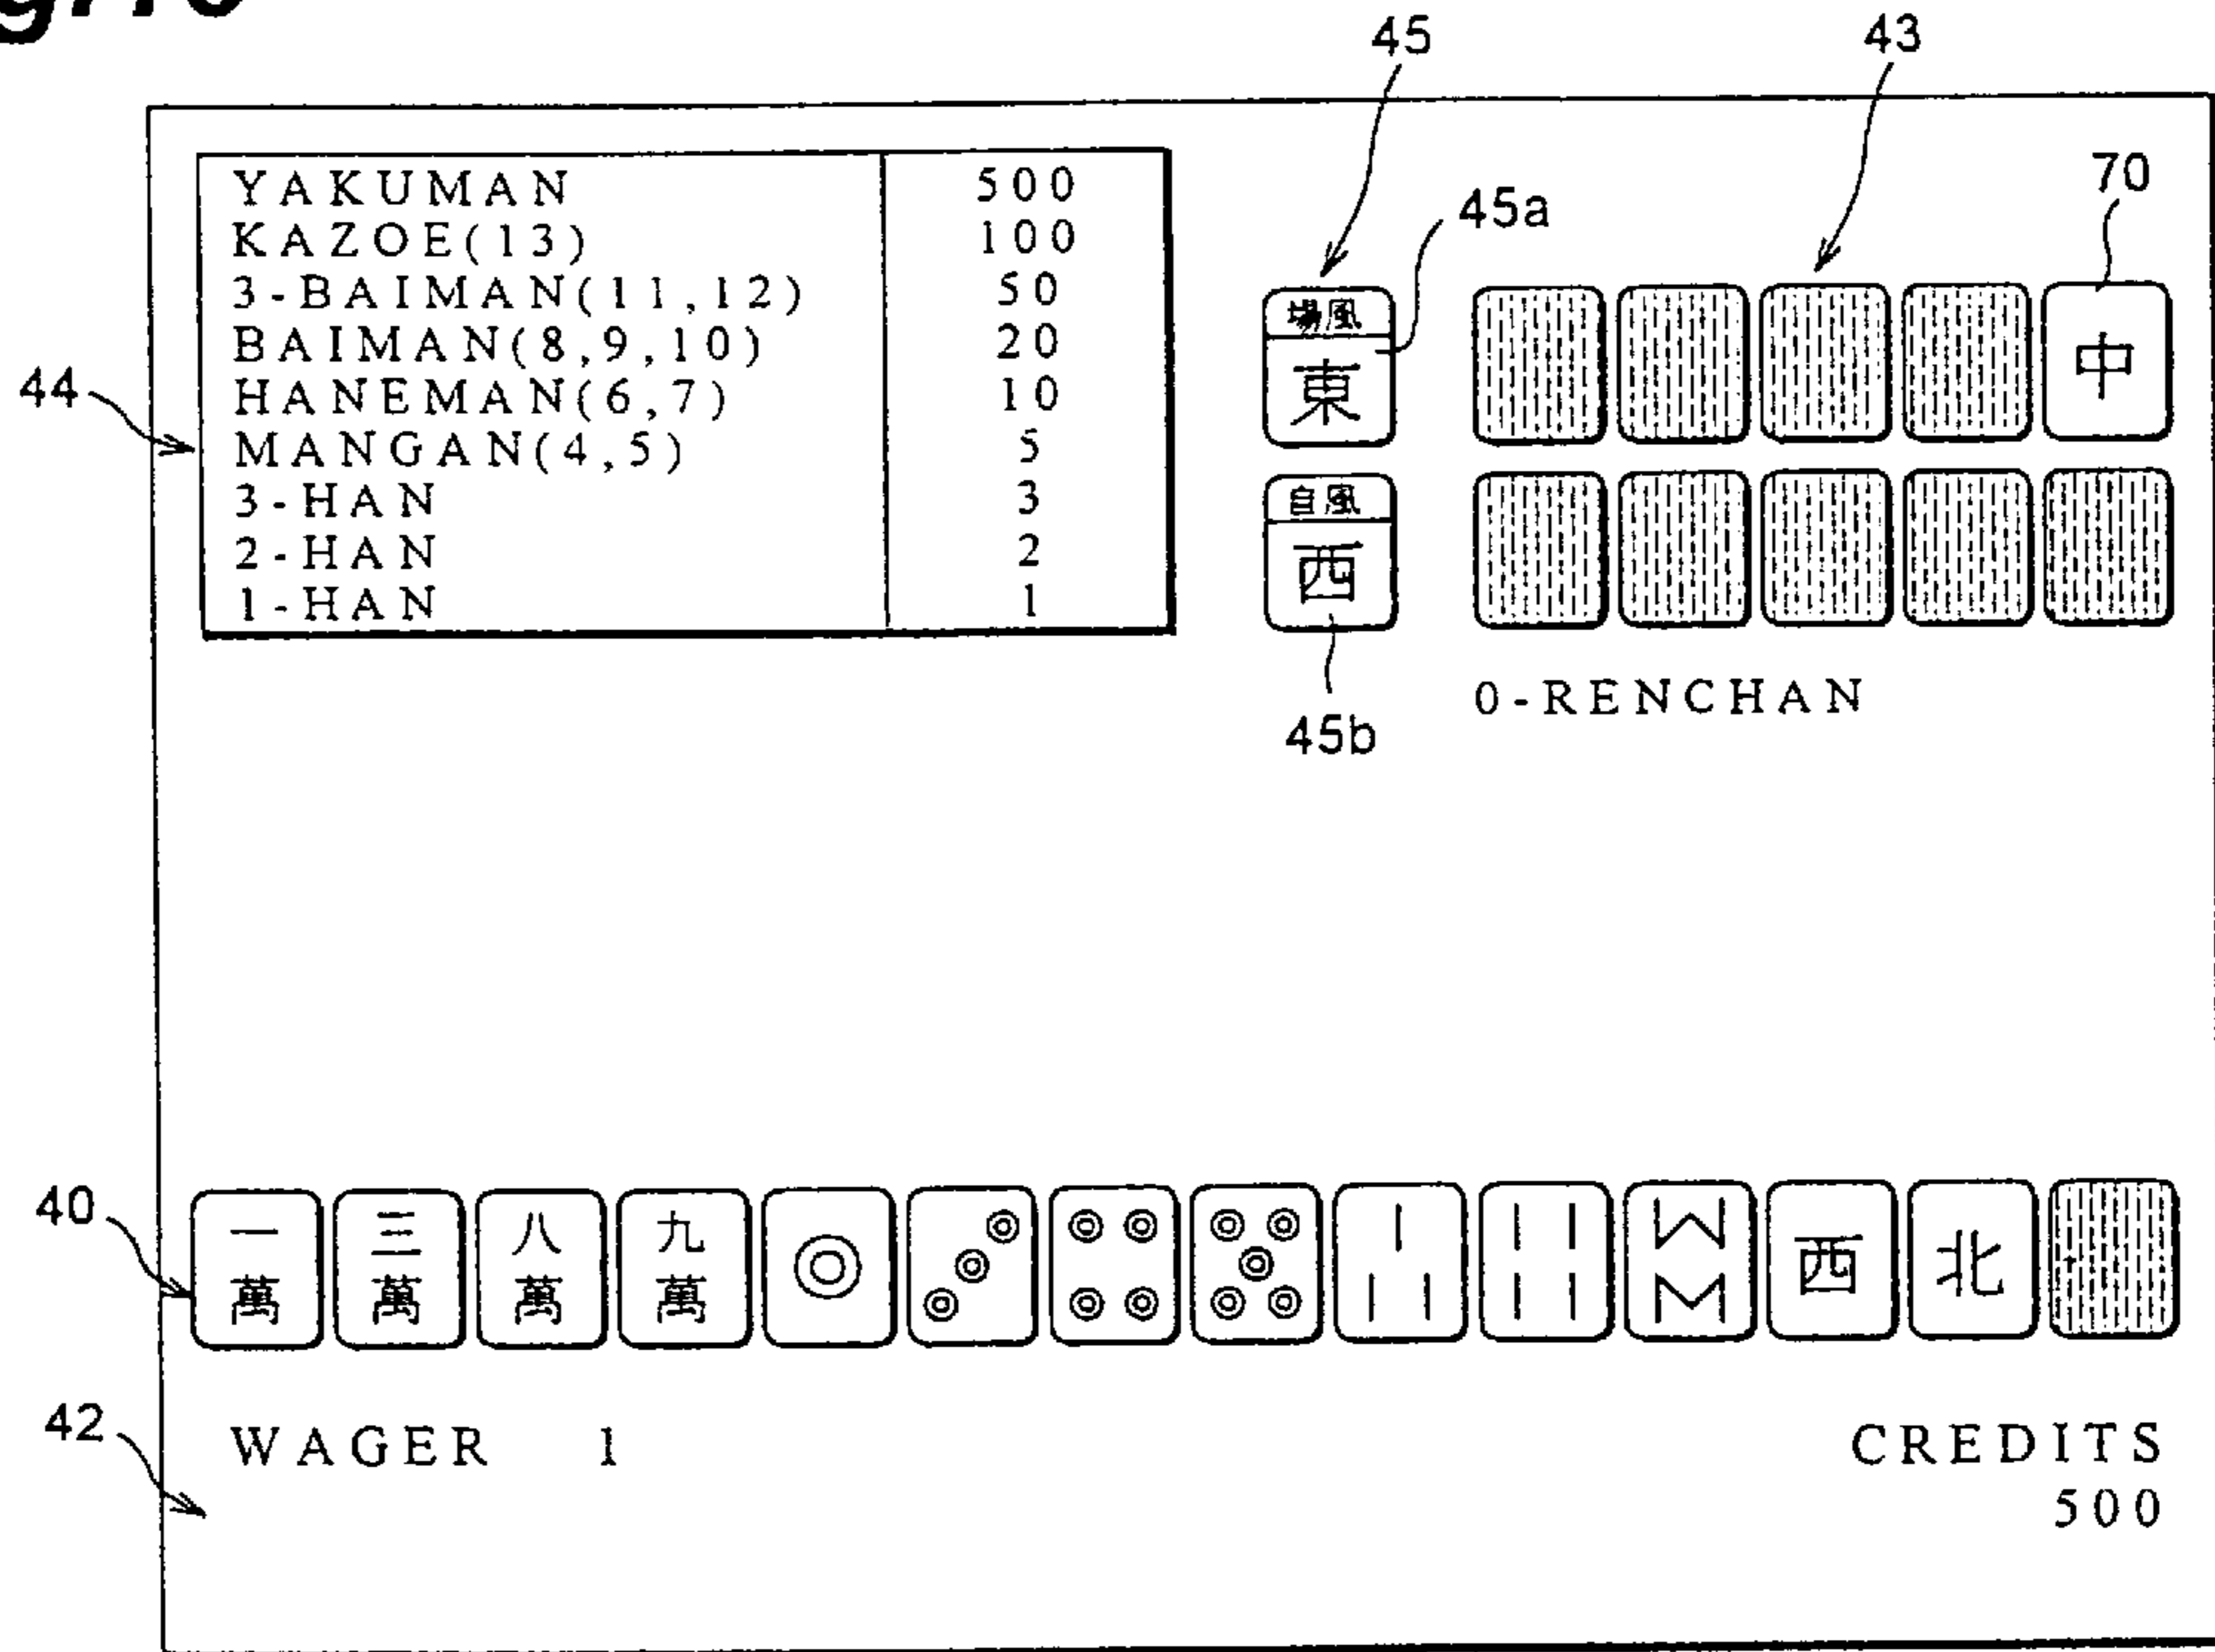 45
43
YAKUMAN 500
KAZOE(13) 100
3-BAIMAN(11,12) 50
BAIMAN(8,9,10) 20
HANEMAN(6,7) 10
MANGAN(4,5) 5
3-HAN 3
2-HAN 2
1-HAN 1
44
45a
70
場風
東
中
自風
西
45b
0-RENCHAN
40
一萬
三萬
八萬
九萬
西
北
42
WAGER 1
CREDITS
500